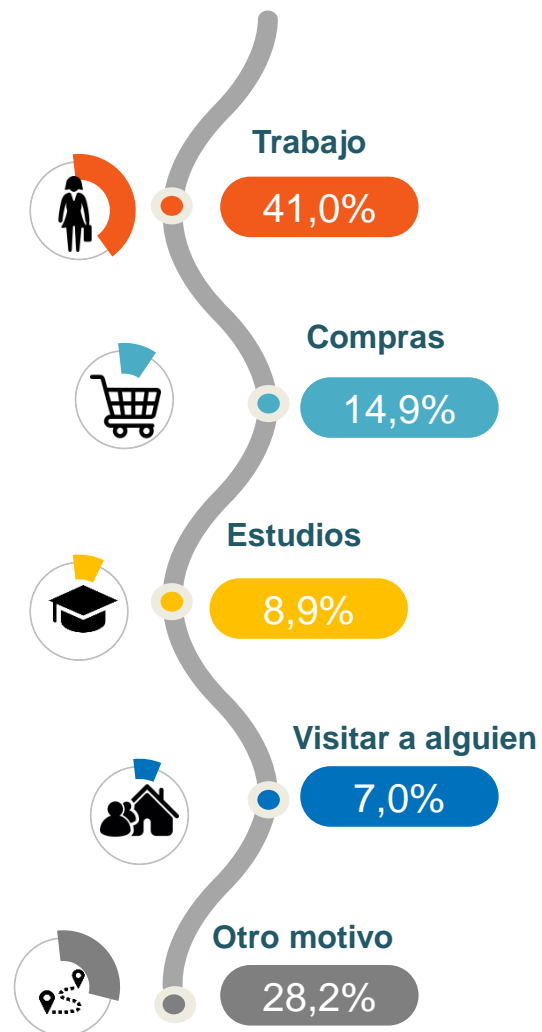 Trabajo
41,0%
Compras
14,9%
Estudios
8,9%
Visitar a alguien
7,0%
Otro motivo
28,2%